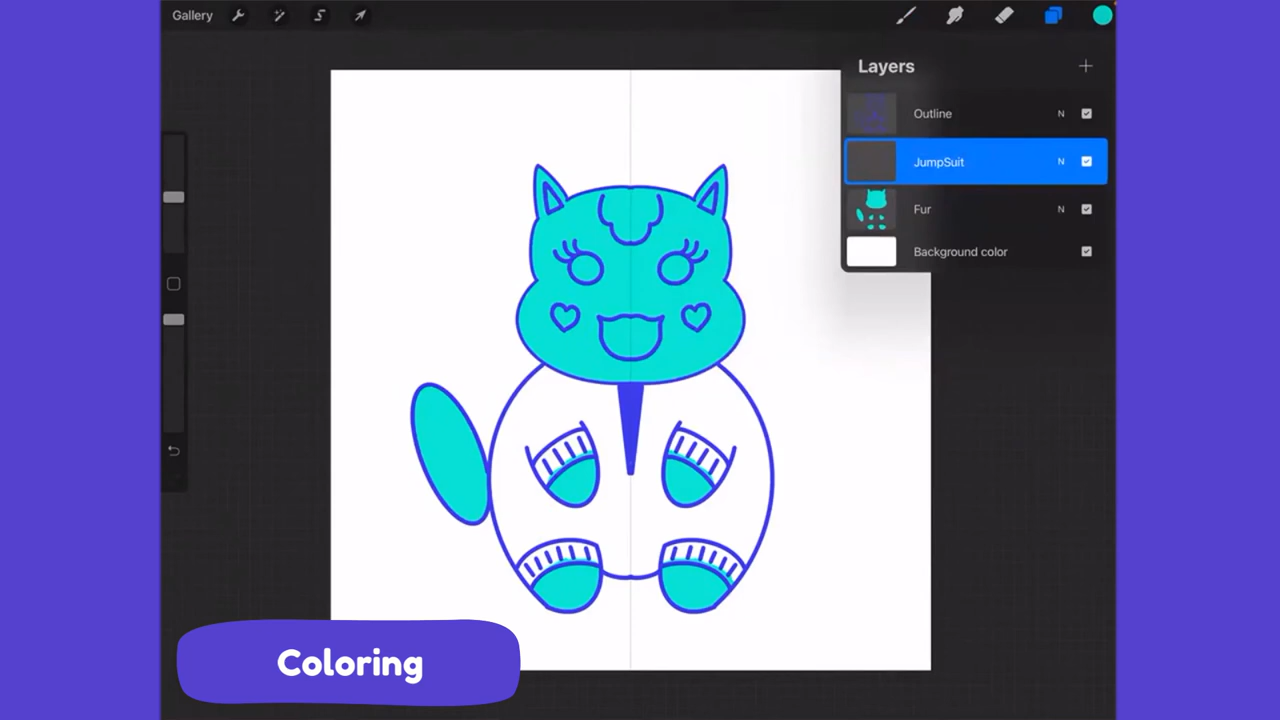 Gallery
Layers
Outline N
JumpSuit N
Fur N
Background color
Coloring